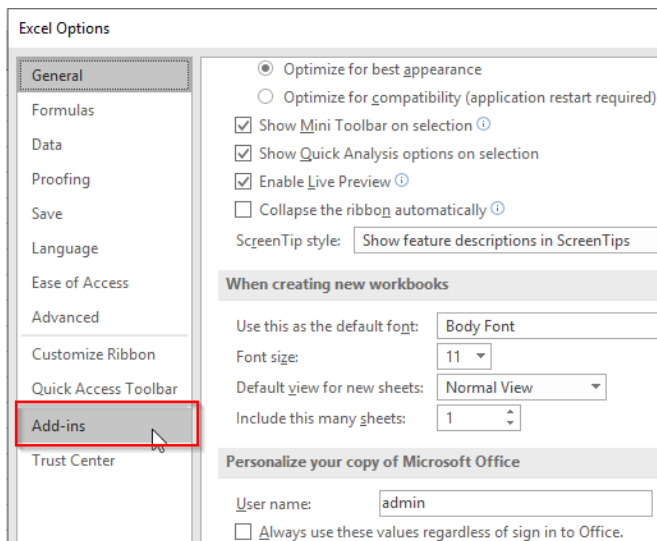 Excel Options
General
Formulas
Data
Proofing
Save
Language
Ease of Access
Advanced
Customize Ribbon
Quick Access Toolbar
Add-ins
Trust Center
Optimize for best appearance
Optimize for compatibility (application restart required)
Show Mini Toolbar on selection
Show Quick Analysis options on selection
Enable Live Preview
Collapse the ribbon automatically
ScreenTip style: Show feature descriptions in ScreenTips
When creating new workbooks
Use this as the default font: Body Font
Font size: 11
Default view for new sheets: Normal View
Include this many sheets: 1
Personalize your copy of Microsoft Office
User name: admin
Always use these values regardless of sign in to Office.